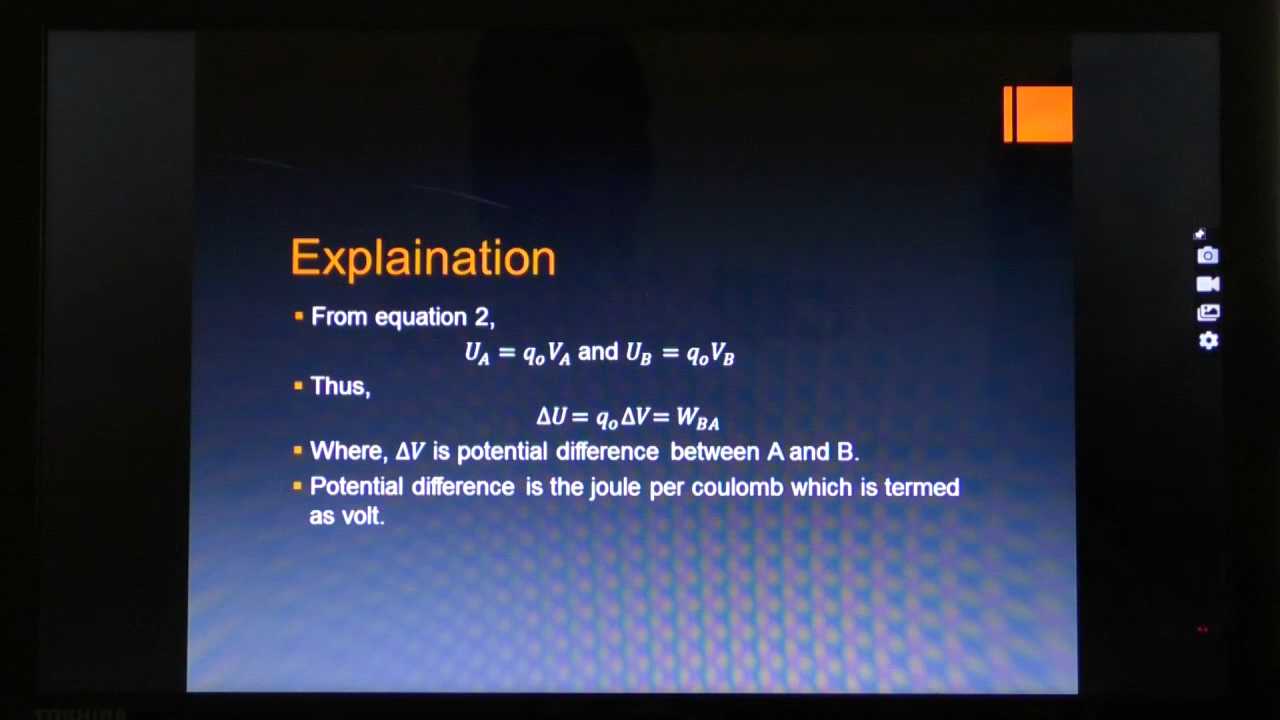 Explaination
▪ From equation 2,
U_A = q_o V_A and U_B = q_o V_B
▪ Thus,
ΔU = q_o ΔV = W_BA
▪ Where, ΔV is potential difference between A and B.
▪ Potential difference is the joule per coulomb which is termed
as volt.
TOSHIBA